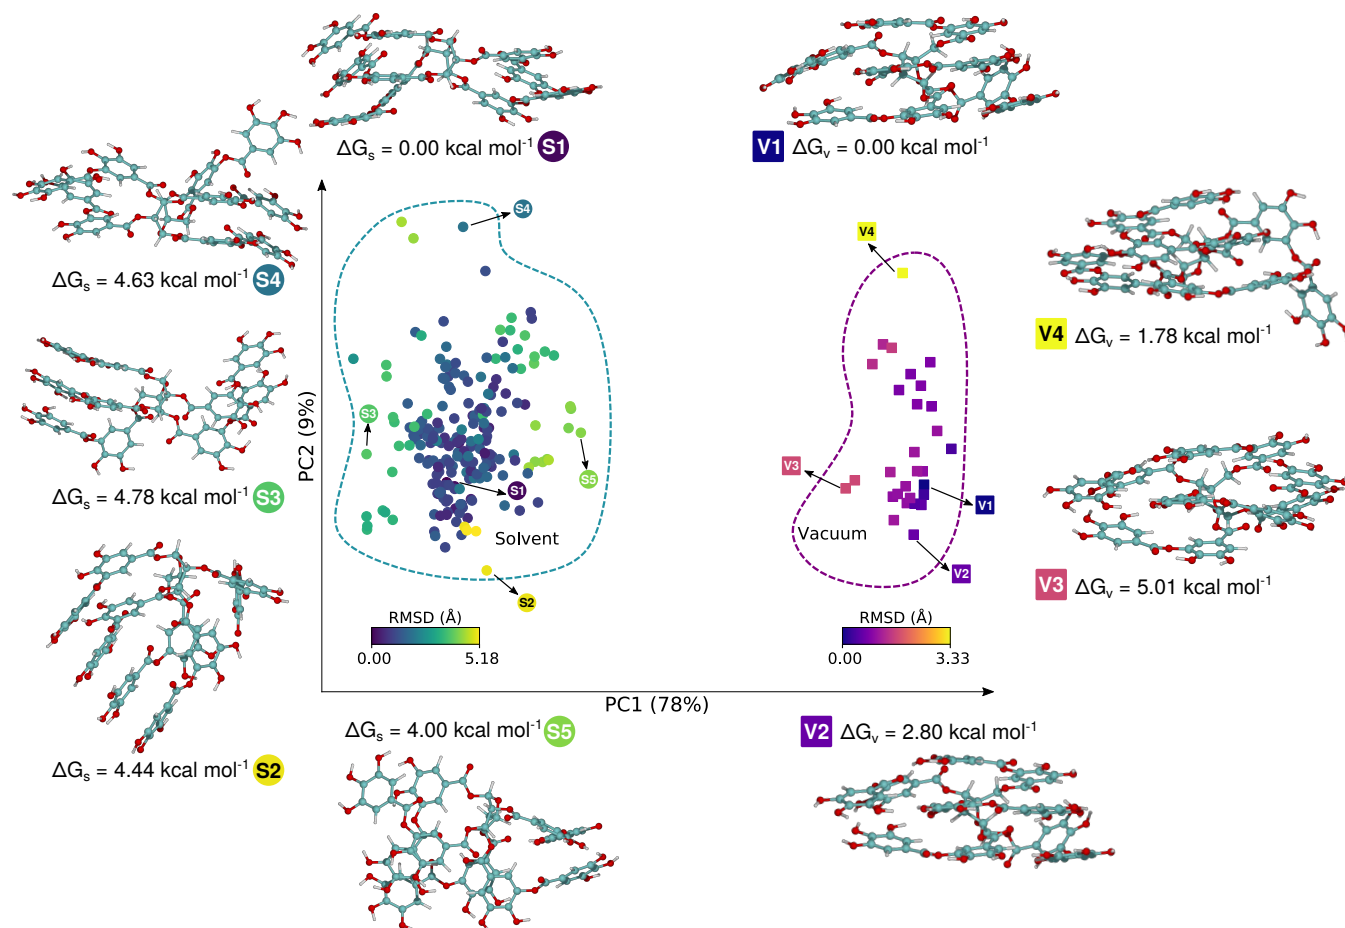 ΔGs = 0.00 kcal mol-1 S1
V1 ΔGv = 0.00 kcal mol-1
S4
ΔGs = 4.63 kcal mol-1 S4
V4
V4 ΔGv = 1.78 kcal mol-1
PC2 (9%)
S3
S5
S1
V3
V1
ΔGs = 4.78 kcal mol-1 S3
Solvent
Vacuum
V2
V3 ΔGv = 5.01 kcal mol-1
S2
RMSD (Å)
0.00 5.18
RMSD (Å)
0.00 3.33
PC1 (78%)
ΔGs = 4.00 kcal mol-1 S5
V2 ΔGv = 2.80 kcal mol-1
ΔGs = 4.44 kcal mol-1 S2